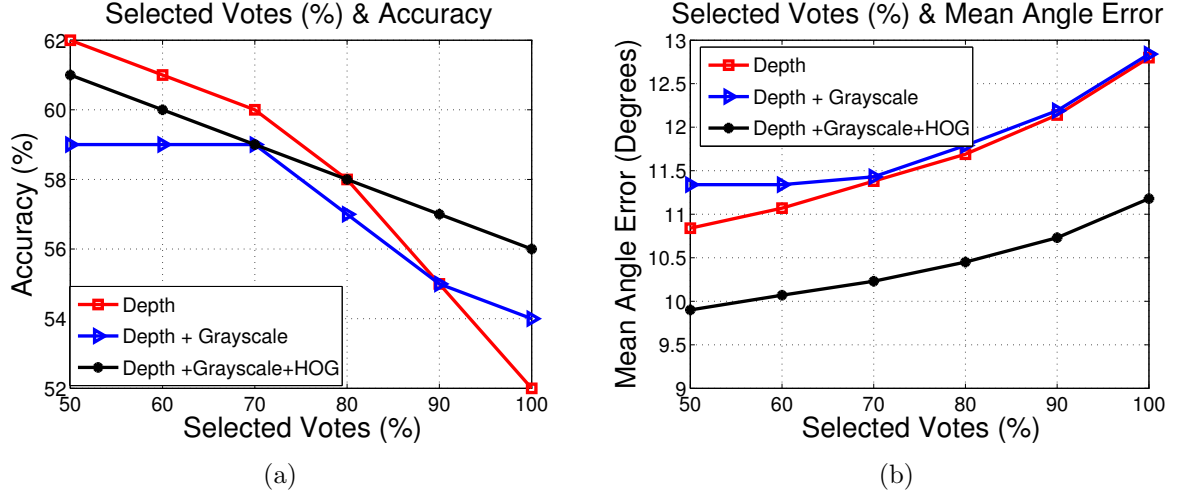 Selected Votes (%) & Accuracy
62
60
58
56
54
52
Accuracy (%)
Depth
Depth + Grayscale
Depth +Grayscale+HOG
50 60 70 80 90 100
Selected Votes (%)
(a)
Selected Votes (%) & Mean Angle Error
13
12.5
12
11.5
11
10.5
10
9.5
9
Mean Angle Error (Degrees)
Depth
Depth + Grayscale
Depth +Grayscale+HOG
50 60 70 80 90 100
Selected Votes (%)
(b)